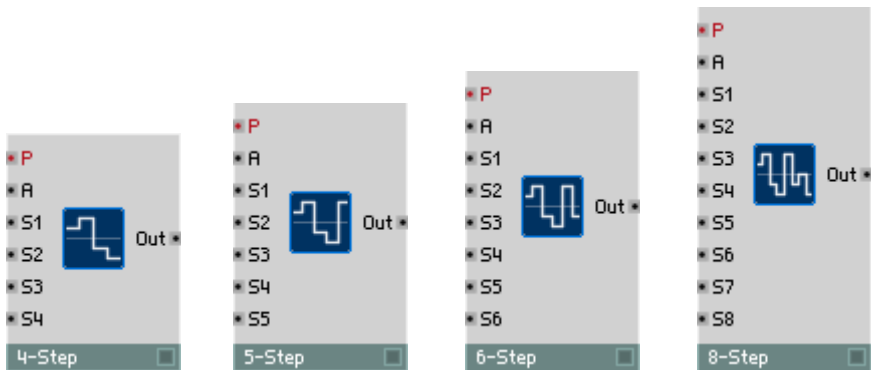 P
A
S1
S2
S3
S4
Out
4-Step
P
A
S1
S2
S3
S4
S5
Out
5-Step
P
A
S1
S2
S3
S4
S5
S6
Out
6-Step
P
A
S1
S2
S3
S4
S5
S6
S7
S8
Out
8-Step